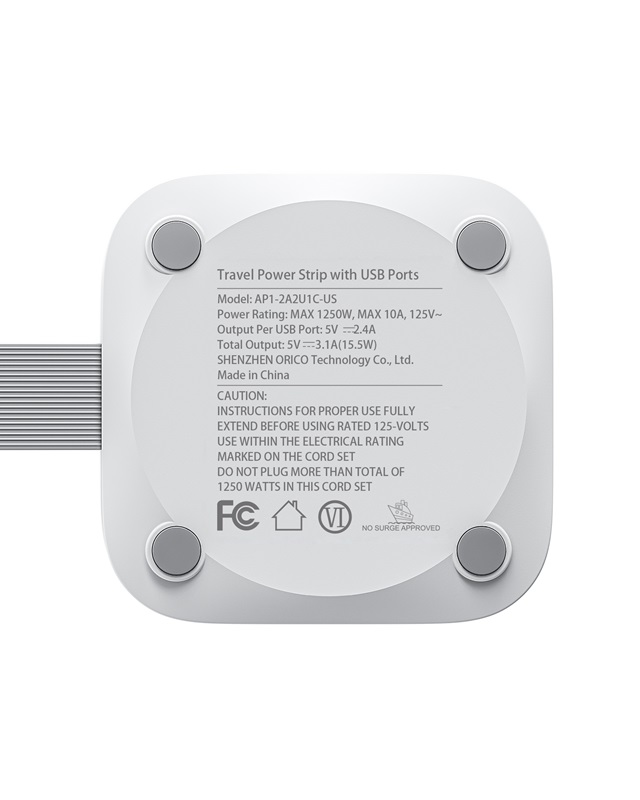 Travel Power Strip with USB Ports
Model: AP1-2A2U1C-US
Power Rating: MAX 1250W, MAX 10A, 125V~
Output Per USB Port: 5V ⎓2.4A
Total Output: 5V⎓3.1A(15.5W)
SHENZHEN ORICO Technology Co., Ltd.
Made in China
CAUTION:
INSTRUCTIONS FOR PROPER USE FULLY
EXTEND BEFORE USING RATED 125-VOLTS
USE WITHIN THE ELECTRICAL RATING
MARKED ON THE CORD SET
DO NOT PLUG MORE THAN TOTAL OF
1250 WATTS IN THIS CORD SET
FC VI NO SURGE APPROVED